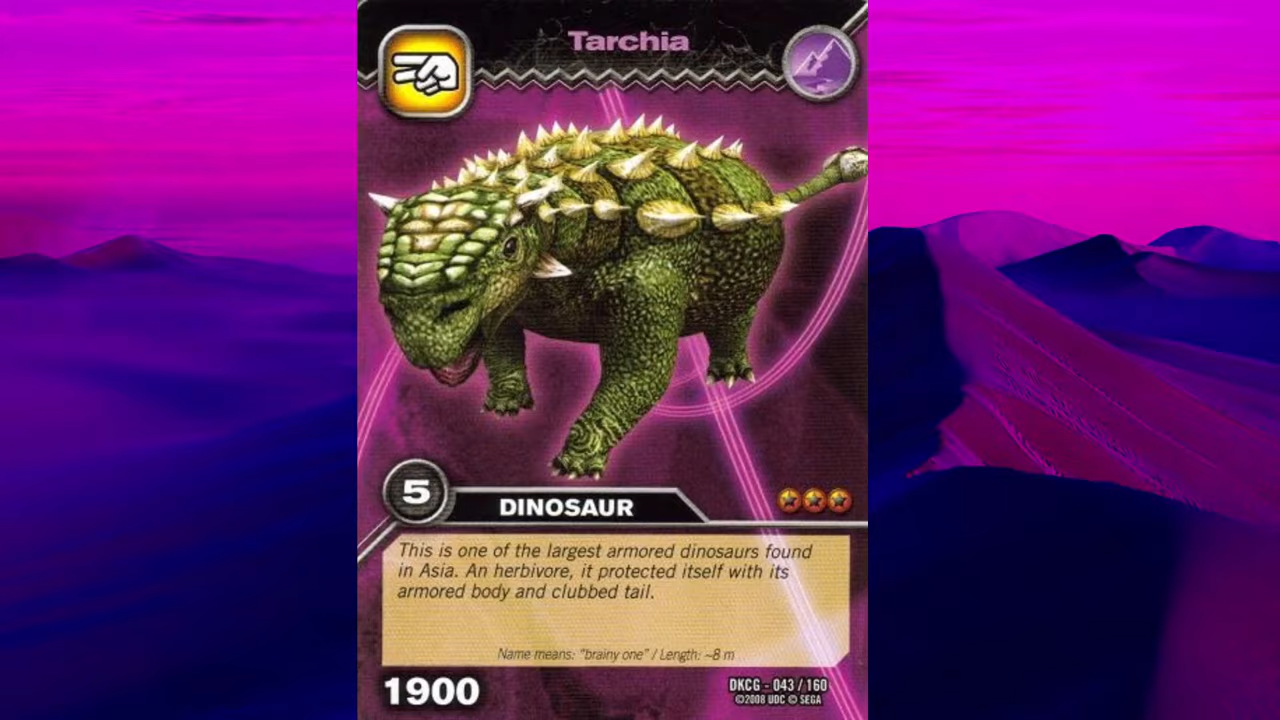 Tarchia
5
DINOSAUR
This is one of the largest armored dinosaurs found
in Asia. An herbivore, it protected itself with its
armored body and clubbed tail.
Name means: "brainy one" / Length: ~8 m
1900
DKCG - 043 / 160
©2008 UDC © SEGA